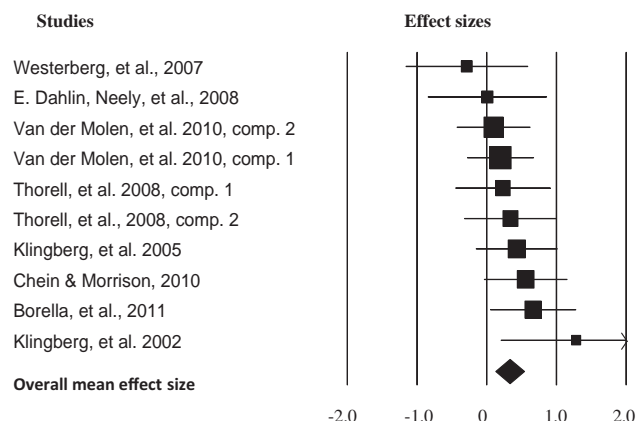 Studies Effect sizes
Westerberg, et al., 2007
E. Dahlin, Neely, et al., 2008
Van der Molen, et al. 2010, comp. 2
Van der Molen, et al. 2010, comp. 1
Thorell, et al. 2008, comp. 1
Thorell, et al., 2008, comp. 2
Klingberg, et al. 2005
Chein & Morrison, 2010
Borella, et al., 2011
Klingberg, et al. 2002
Overall mean effect size
-2.0 -1.0 0 1.0 2.0